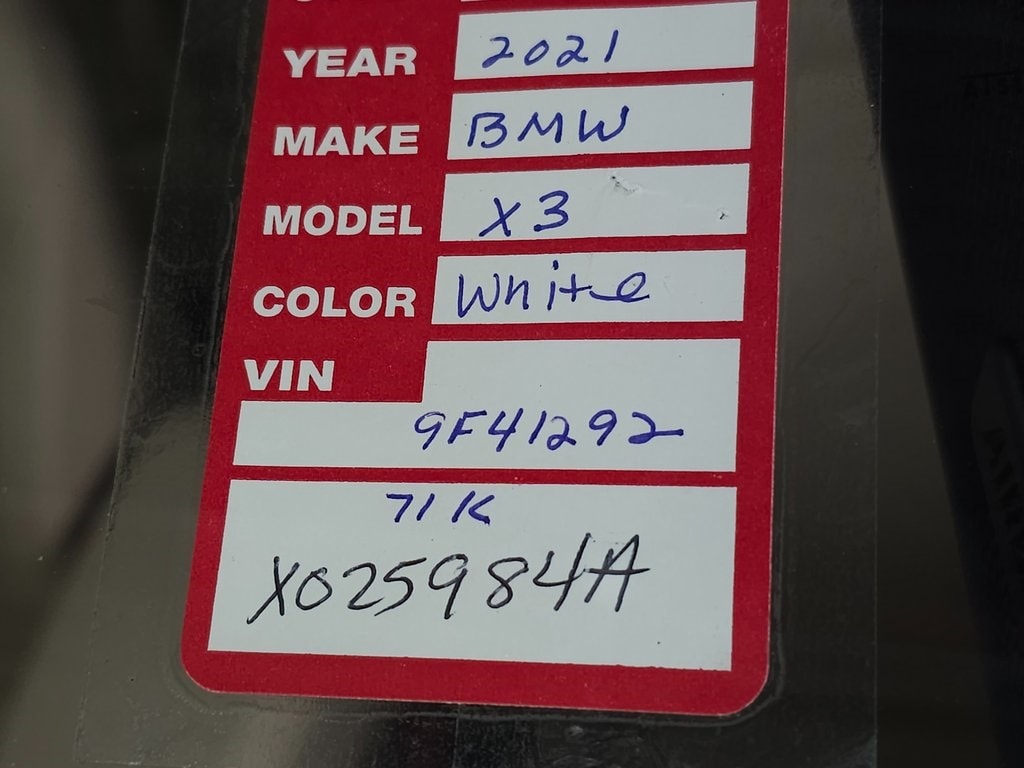 YEAR 2021
MAKE BMW
MODEL X3
COLOR White
VIN
9F41292
71K
X025984A